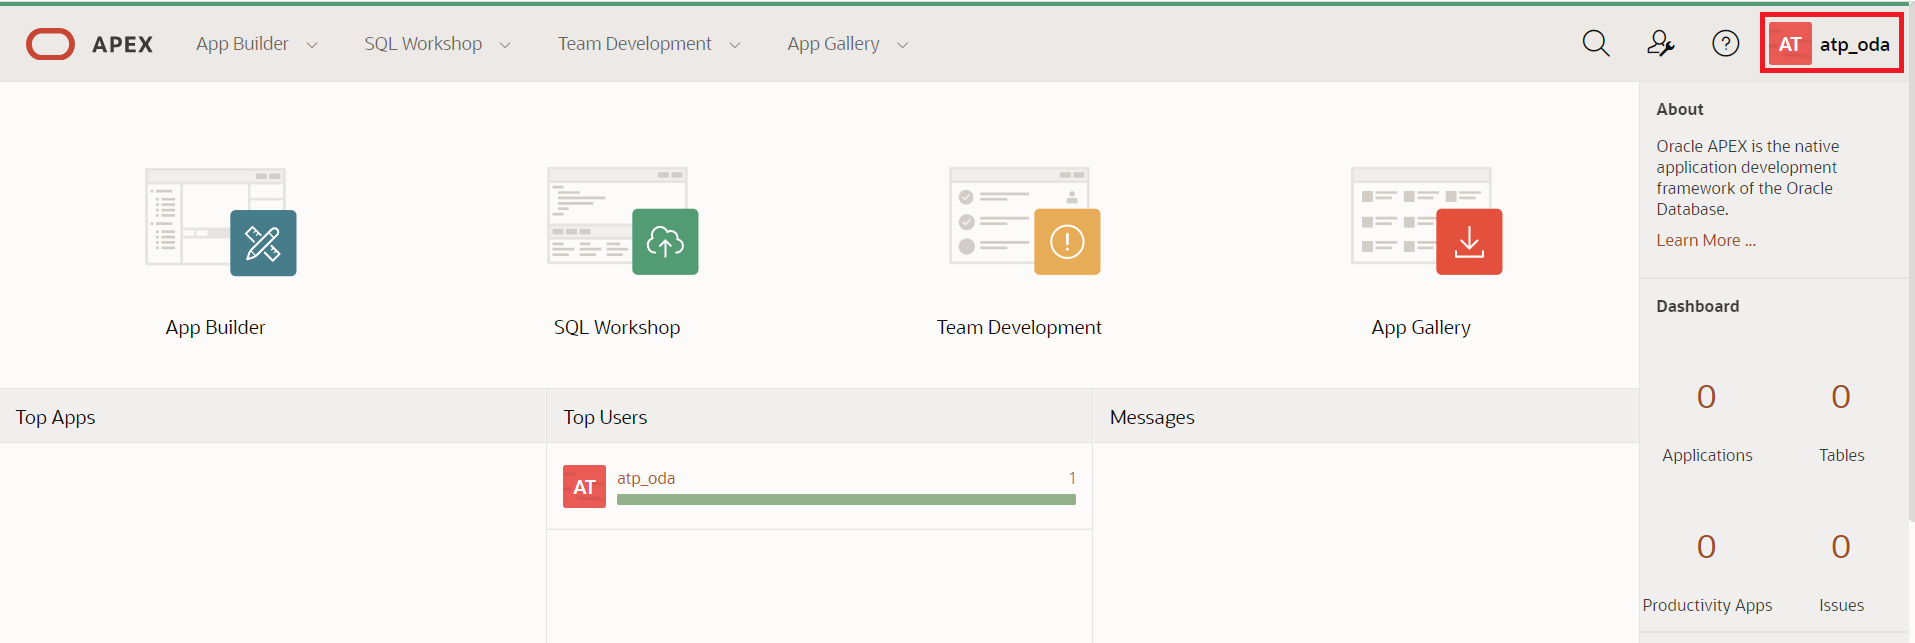 APEX App Builder SQL Workshop Team Development App Gallery ? AT atp_oda
App Builder
SQL Workshop
!
Team Development
App Gallery
Top Apps
Top Users
AT atp_oda 1
Messages
About
Oracle APEX is the native
application development
framework of the Oracle
Database.
Learn More ...
Dashboard
0 0
Applications Tables
0 0
Productivity Apps Issues